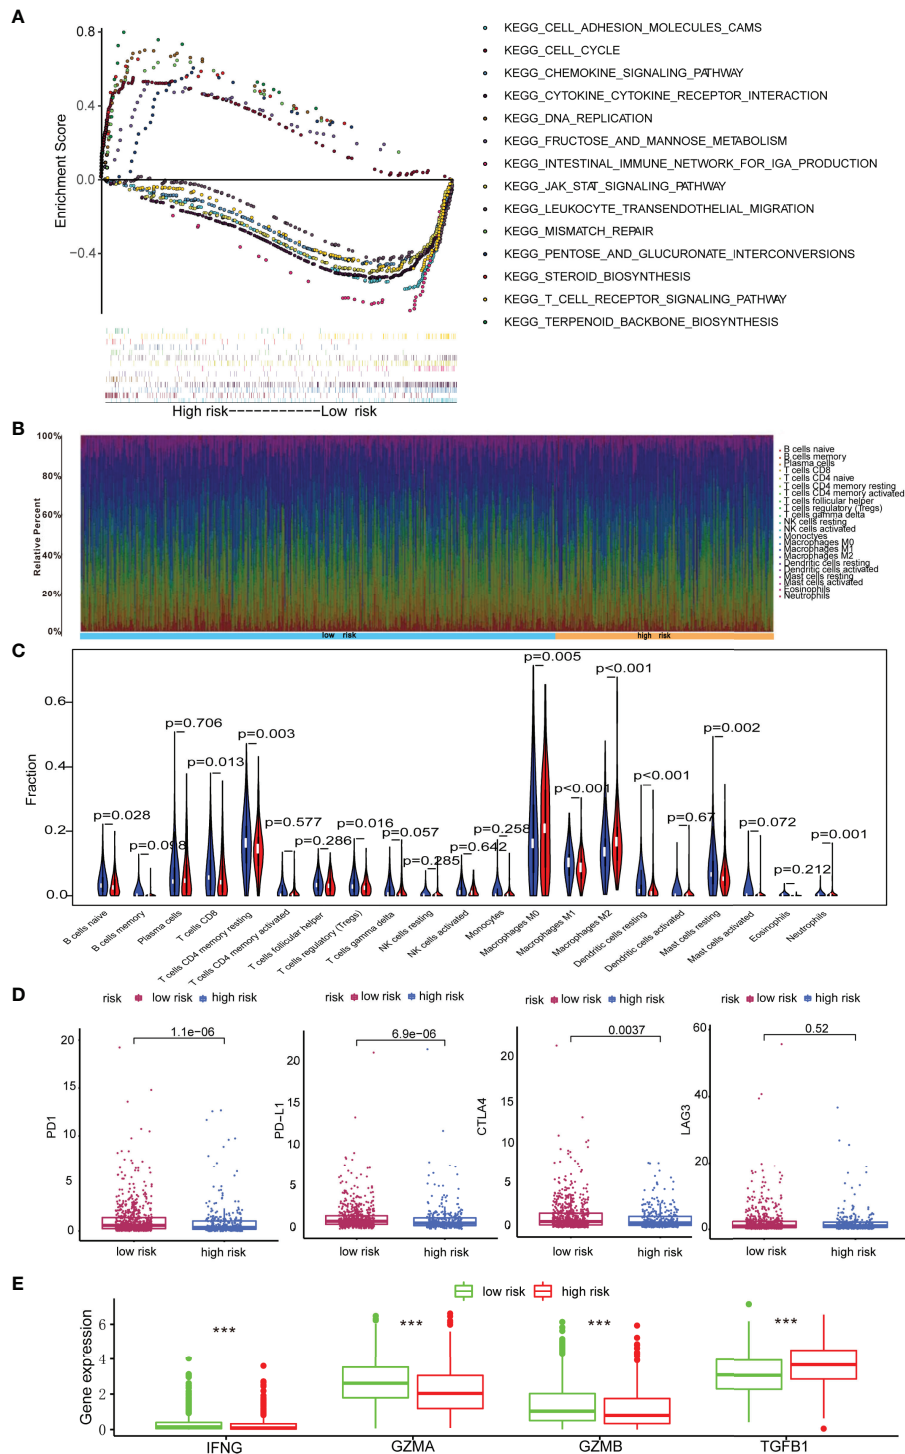 A
0.8
0.4
0.0
−0.4
Enrichment Score
KEGG_CELL_ADHESION_MOLECULES_CAMS
KEGG_CELL_CYCLE
KEGG_CHEMOKINE_SIGNALING_PATHWAY
KEGG_CYTOKINE_CYTOKINE_RECEPTOR_INTERACTION
KEGG_DNA_REPLICATION
KEGG_FRUCTOSE_AND_MANNOSE_METABOLISM
KEGG_INTESTINAL_IMMUNE_NETWORK_FOR_IGA_PRODUCTION
KEGG_JAK_STAT_SIGNALING_PATHWAY
KEGG_LEUKOCYTE_TRANSENDOTHELIAL_MIGRATION
KEGG_MISMATCH_REPAIR
KEGG_PENTOSE_AND_GLUCURONATE_INTERCONVERSIONS
KEGG_STEROID_BIOSYNTHESIS
KEGG_T_CELL_RECEPTOR_SIGNALING_PATHWAY
KEGG_TERPENOID_BACKBONE_BIOSYNTHESIS
High risk----------Low risk
B
100%
80%
60%
40%
20%
0%
Relative Percent
low risk
high risk
B cells naive
B cells memory
Plasma cells
T cells CD8
T cells CD4 naive
T cells CD4 memory resting
T cells CD4 memory activated
T cells follicular helper
T cells regulatory (Tregs)
T cells gamma delta
NK cells resting
NK cells activated
Monoctyes
Macrophages M0
Macrophages M1
Macrophages M2
Dendritic cells resting
Dendritic cells activated
Mast cells resting
Mast cells activated
Eosinophils
Neutrophils
C
0.6
0.4
0.2
0.0
Fraction
p=0.028
p=0.098
p=0.706
p=0.013
p=0.003
p=0.577
p=0.286
p=0.016
p=0.057
p=0.285
p=0.642
p=0.258
p=0.005
p<0.001
p<0.001
p<0.001
p=0.67
p=0.002
p=0.072
p=0.212
p=0.001
B cells naive
B cells memory
Plasma cells
T cells CD8
T cells CD4 memory resting
T cells CD4 memory activated
T cells follicular helper
T cells regulatory (Tregs)
T cells gamma delta
NK cells resting
NK cells activated
Monocytes
Macrophages M0
Macrophages M1
Macrophages M2
Dendritic cells resting
Dendritic cells activated
Mast cells resting
Mast cells activated
Eosinophils
Neutrophils
D
risk low risk high risk
1.1e-06
20
15
10
5
0
PD1
low risk
high risk
risk low risk high risk
6.9e-06
20
15
10
5
0
PD-L1
low risk
high risk
risk low risk high risk
0.0037
20
15
10
5
0
CTLA4
low risk
high risk
risk low risk high risk
0.52
60
40
20
0
LAG3
low risk
high risk
E
low risk high risk
6
4
2
0
Gene expression
***
***
***
***
IFNG
GZMA
GZMB
TGFB1